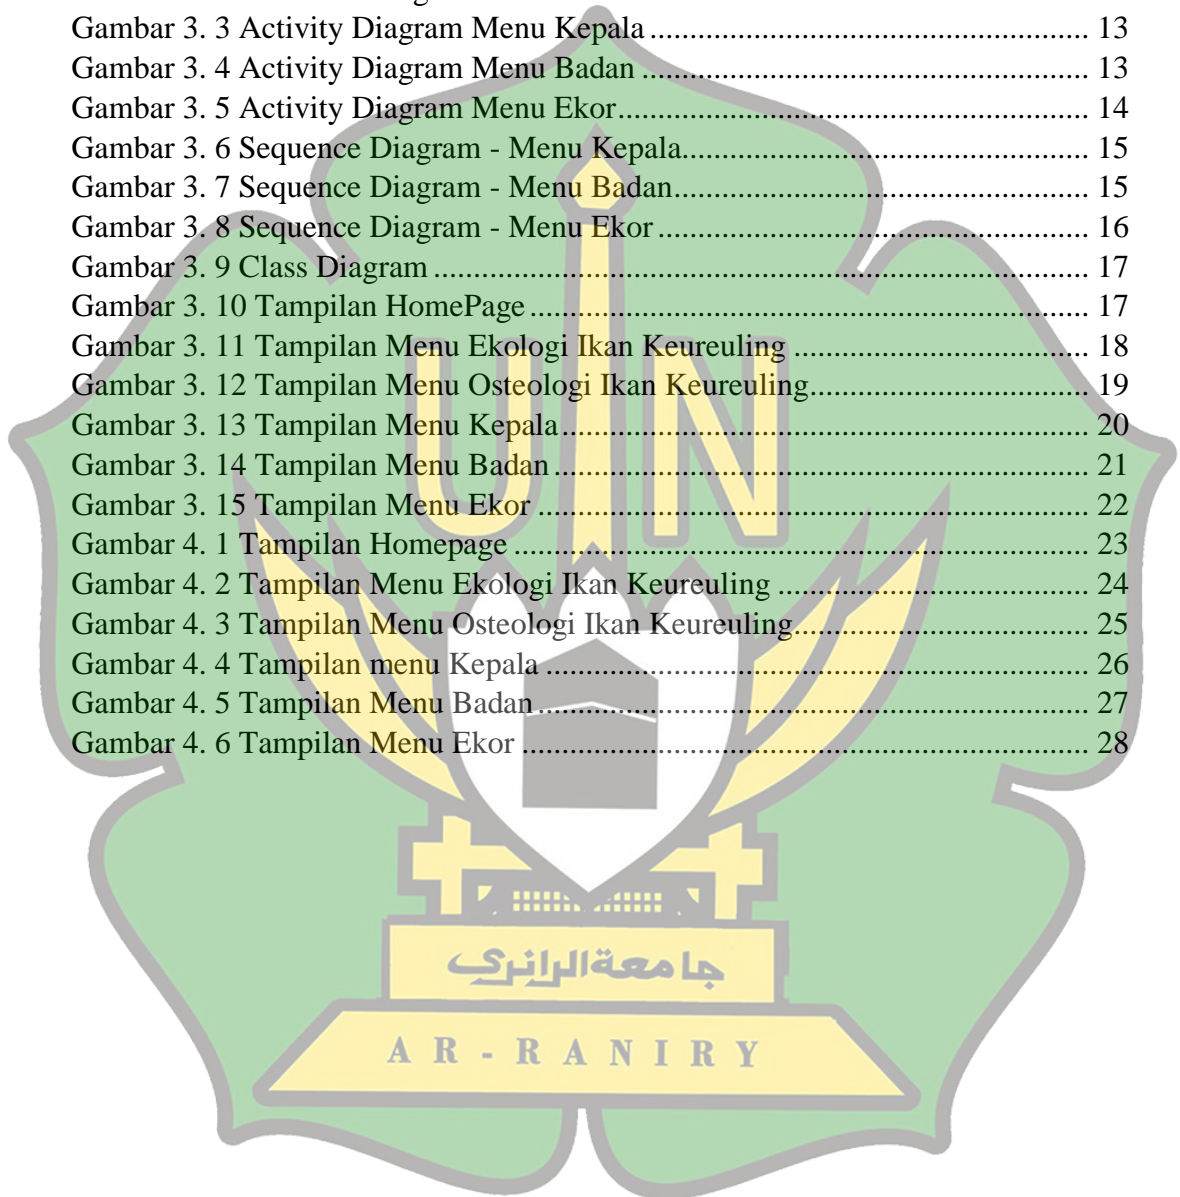 Gambar 3. 3 Activity Diagram Menu Kepala ....................................................... 13
Gambar 3. 4 Activity Diagram Menu Badan ........................................................ 13
Gambar 3. 5 Activity Diagram Menu Ekor........................................................... 14
Gambar 3. 6 Sequence Diagram - Menu Kepala................................................... 15
Gambar 3. 7 Sequence Diagram - Menu Badan.................................................... 15
Gambar 3. 8 Sequence Diagram - Menu Ekor ...................................................... 16
Gambar 3. 9 Class Diagram .................................................................................. 17
Gambar 3. 10 Tampilan HomePage ...................................................................... 17
Gambar 3. 11 Tampilan Menu Ekologi Ikan Keureuling ..................................... 18
Gambar 3. 12 Tampilan Menu Osteologi Ikan Keureuling................................... 19
Gambar 3. 13 Tampilan Menu Kepala .................................................................. 20
Gambar 3. 14 Tampilan Menu Badan ................................................................... 21
Gambar 3. 15 Tampilan Menu Ekor ..................................................................... 22
Gambar 4. 1 Tampilan Homepage ........................................................................ 23
Gambar 4. 2 Tampilan Menu Ekologi Ikan Keureuling ....................................... 24
Gambar 4. 3 Tampilan Menu Osteologi Ikan Keureuling..................................... 25
Gambar 4. 4 Tampilan menu Kepala .................................................................... 26
Gambar 4. 5 Tampilan Menu Badan ..................................................................... 27
Gambar 4. 6 Tampilan Menu Ekor ....................................................................... 28
UIN
جامعةالرانرى
AR-RANIRY